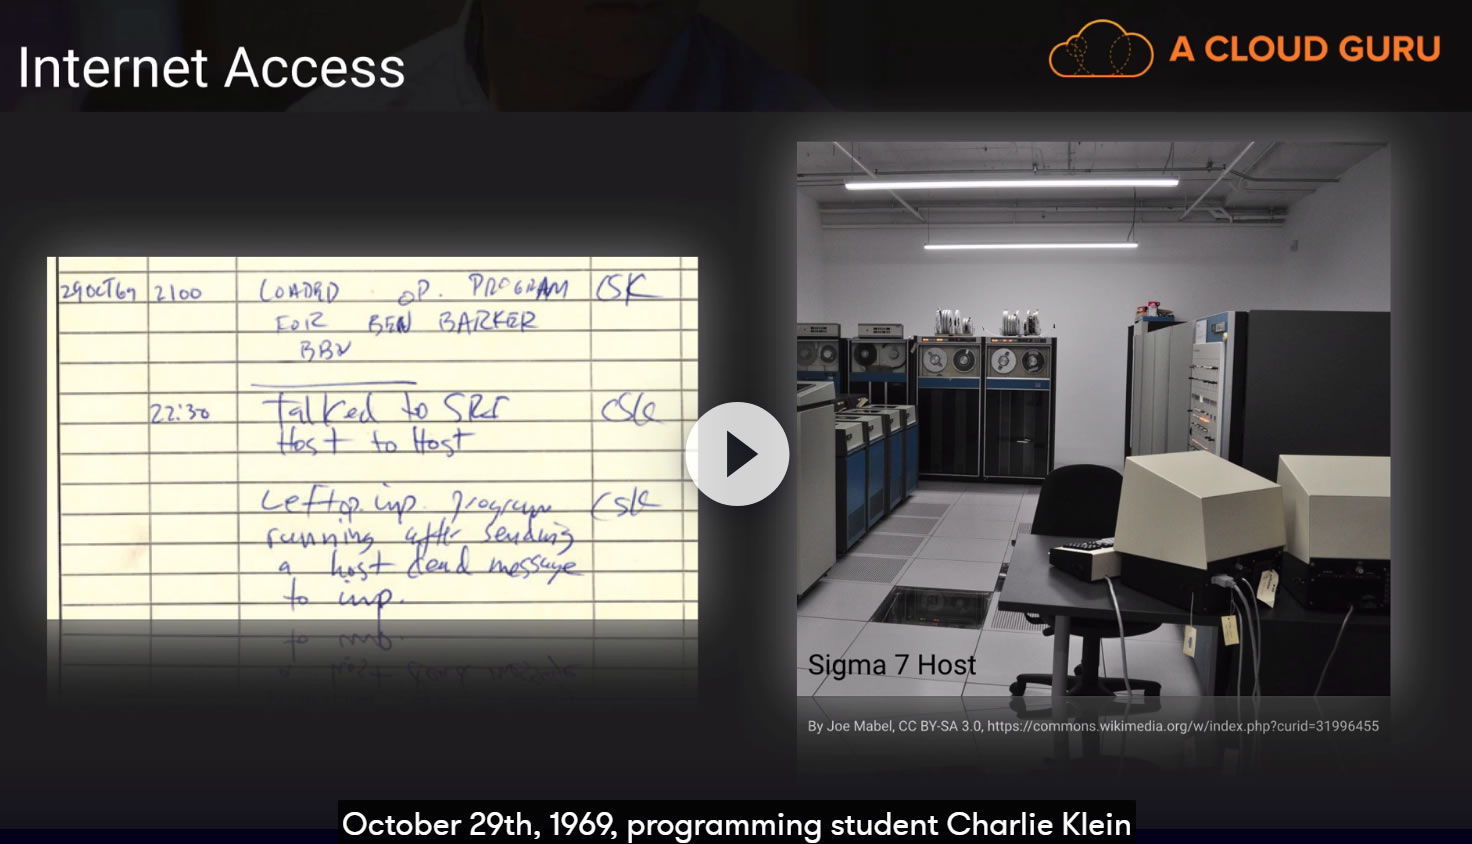 Internet Access
A CLOUD GURU
29OCT69 2100 LOADED OP. PROGRAM CSK
FOR BEN BARKER
BBN
22:30 Talked to SRI CSK
Host to Host
Left op. imp. program CSK
running after sending
a host dead message
to imp.
Sigma 7 Host
By Joe Mabel, CC BY-SA 3.0, https://commons.wikimedia.org/w/index.php?curid=31996455
October 29th, 1969, programming student Charlie Klein